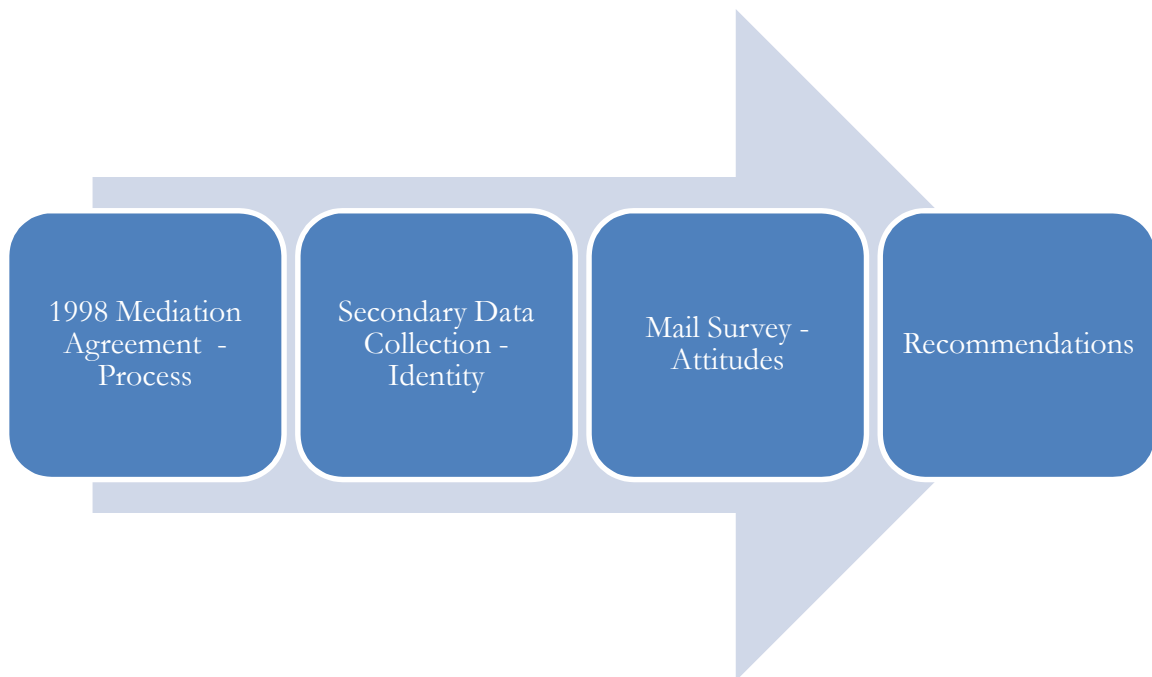 1998 Mediation
Agreement  -
Process
Secondary Data
Collection -
Identity
Mail Survey -
Attitudes
Recommendations